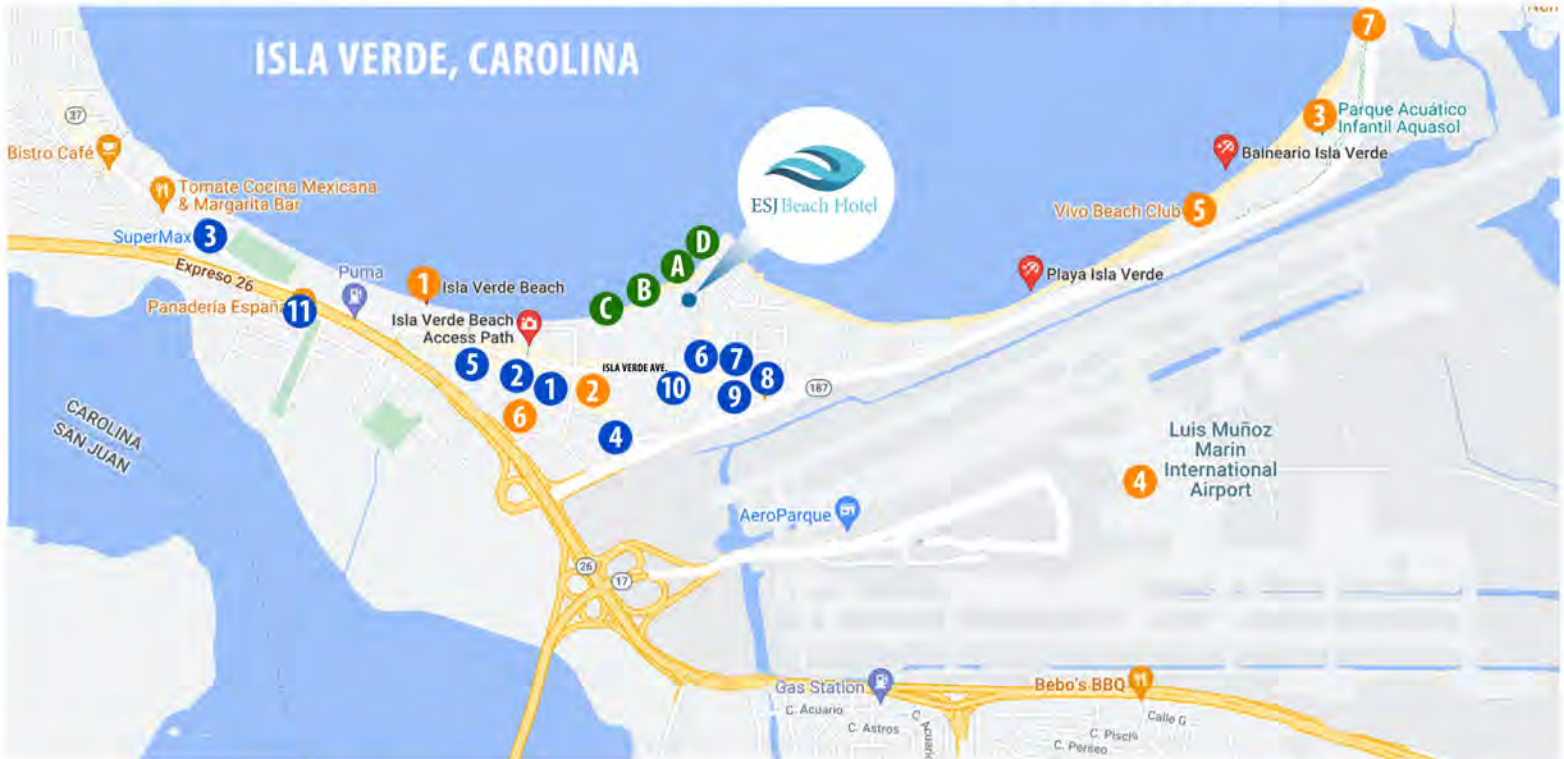 ISLA VERDE, CAROLINA
7
37
Bistro Café
3
Parque Acuático
Infantil Aquasol
Balneario Isla Verde
ESJ Beach Hotel
Tomate Cocina Mexicana
& Margarita Bar
Vivo Beach Club
5
SuperMax
3
D
A
B
C
Expreso 26
Puma
1
Isla Verde Beach
Playa Isla Verde
Panadería España
11
Isla Verde Beach
Access Path
5
2
1
ISLA VERDE AVE.
2
6
7
8
9
10
187
6
4
CAROLINA
SAN JUAN
Luis Muñoz
Marin
International
Airport
4
AeroParque
26
17
Gas Station
Bebo's BBQ
C. Acuario
C. Astros
Calle G
C. Perseo